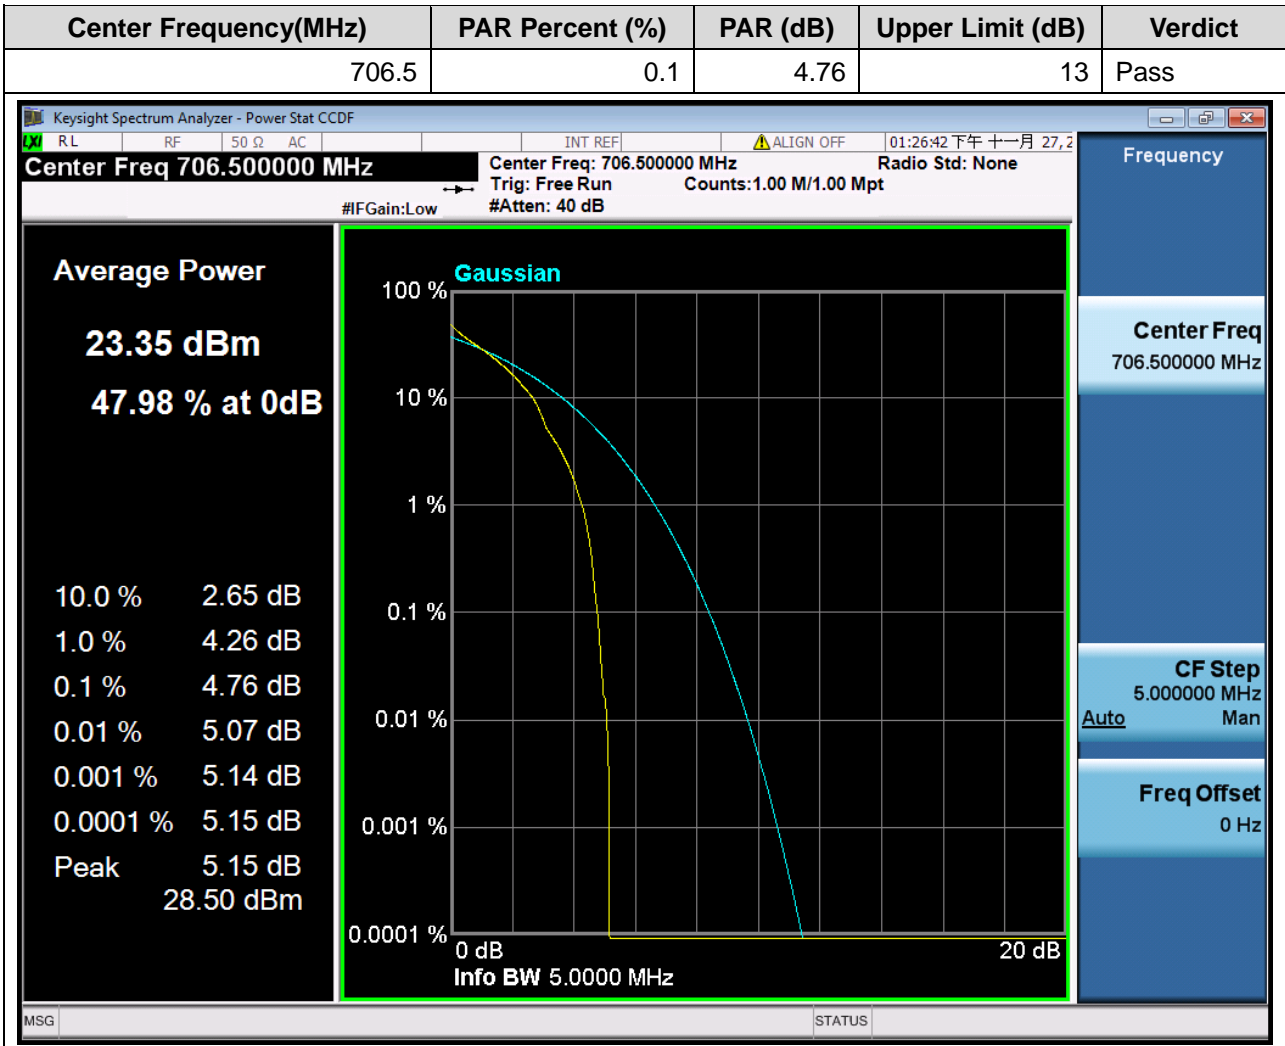 Center Frequency(MHz) PAR Percent (%) PAR (dB) Upper Limit (dB) Verdict
706.5 0.1 4.76 13 Pass
Keysight Spectrum Analyzer - Power Stat CCDF
LXI RL RF 50 Ω AC INT REF ALIGN OFF 01:26:42 下午 十一月 27, 2
Center Freq 706.500000 MHz
Center Freq: 706.500000 MHz Radio Std: None
Trig: Free Run Counts:1.00 M/1.00 Mpt
#IFGain:Low #Atten: 40 dB
Frequency
Average Power
23.35 dBm
47.98 % at 0dB
10.0 % 2.65 dB
1.0 % 4.26 dB
0.1 % 4.76 dB
0.01 % 5.07 dB
0.001 % 5.14 dB
0.0001 % 5.15 dB
Peak 5.15 dB
28.50 dBm
Gaussian
100 %
10 %
1 %
0.1 %
0.01 %
0.001 %
0.0001 %
0 dB 20 dB
Info BW 5.0000 MHz
Center Freq
706.500000 MHz
CF Step
5.000000 MHz
Auto Man
Freq Offset
0 Hz
MSG STATUS